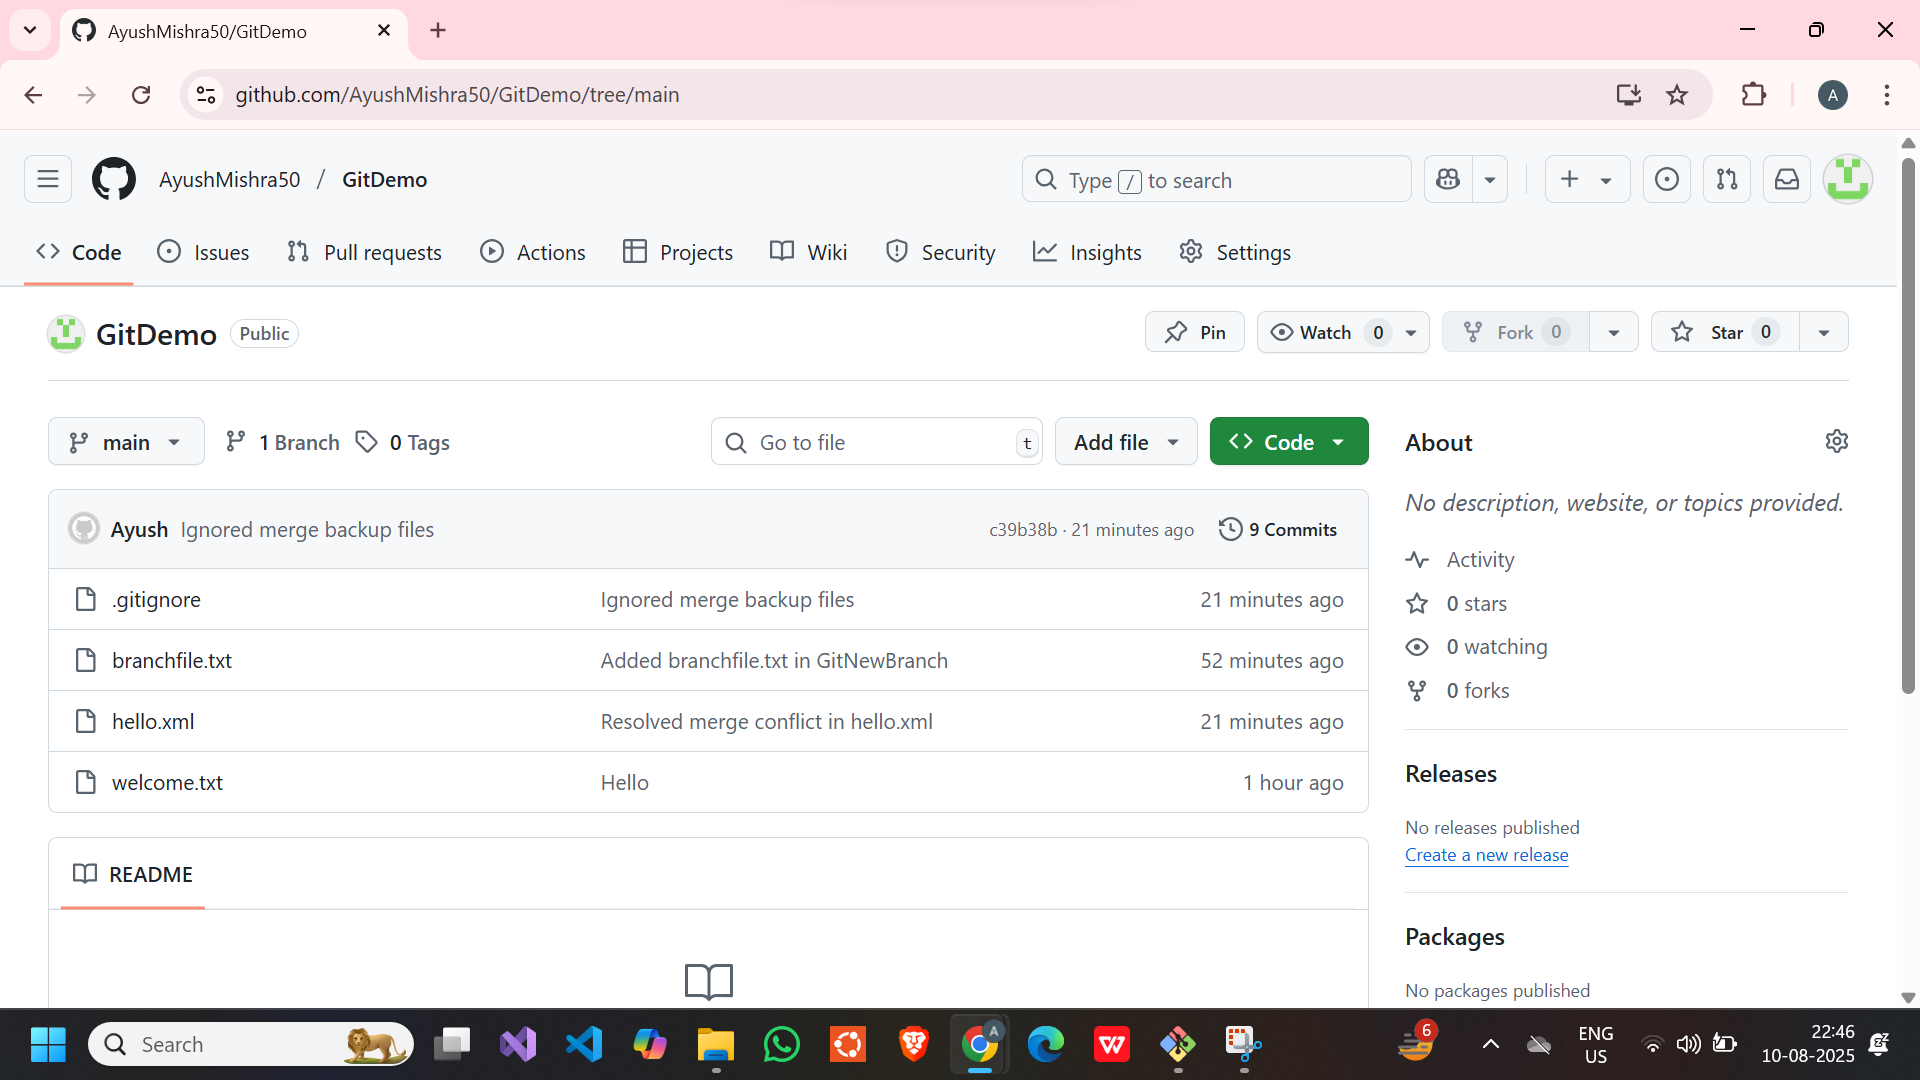 AyushMishra50/GitDemo
github.com/AyushMishra50/GitDemo/tree/main
A
AyushMishra50 / GitDemo
Type / to search
Code Issues Pull requests Actions Projects Wiki Security Insights Settings
GitDemo Public
Pin Watch 0 Fork 0 Star 0
main 1 Branch 0 Tags
Go to file t
Add file
Code
Ayush Ignored merge backup files c39b38b · 21 minutes ago 9 Commits
.gitignore Ignored merge backup files 21 minutes ago
branchfile.txt Added branchfile.txt in GitNewBranch 52 minutes ago
hello.xml Resolved merge conflict in hello.xml 21 minutes ago
welcome.txt Hello 1 hour ago
README
About
No description, website, or topics provided.
Activity
0 stars
0 watching
0 forks
Releases
No releases published
Create a new release
Packages
No packages published
Search
A
W
6
ENG
US
22:46
10-08-2025